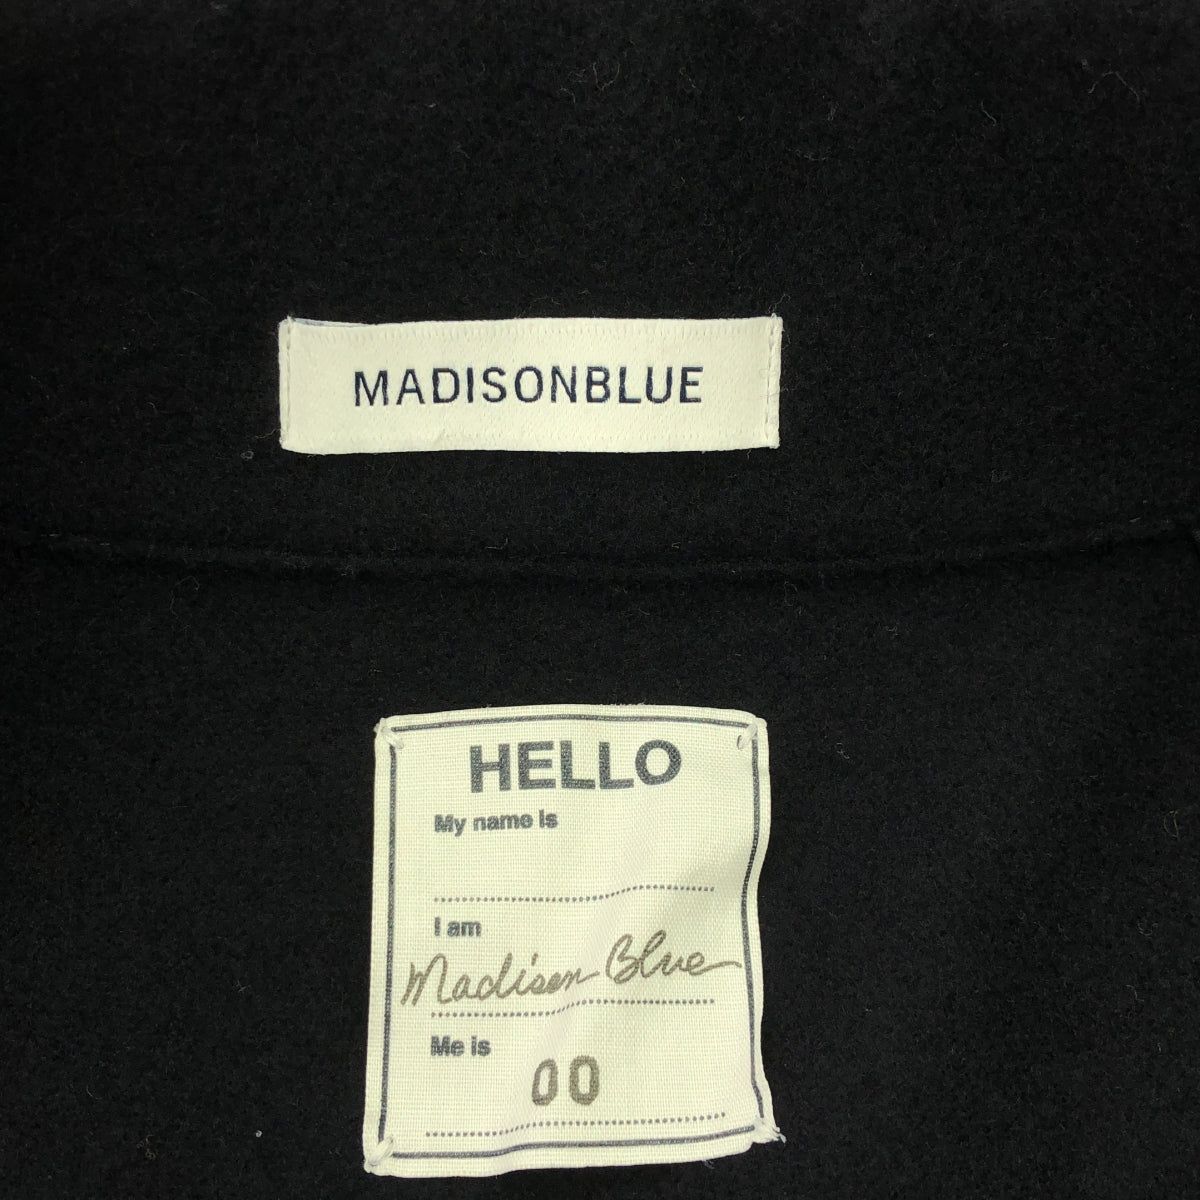 MADISONBLUE
HELLO
My name is
I am
Madison Blue
Me is
00